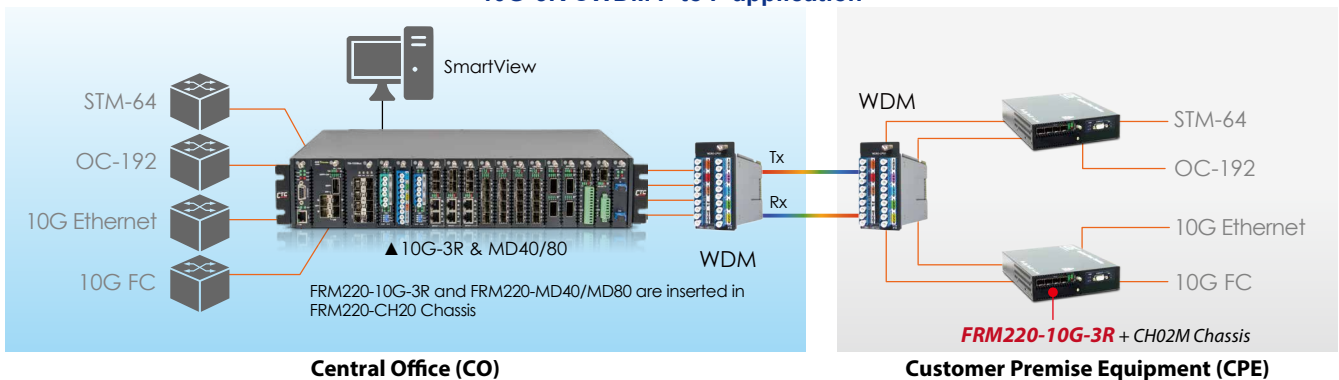 SmartView
STM-64
OC-192
10G Ethernet
10G FC
CTC
CTC
▲10G-3R & MD40/80
FRM220-10G-3R and FRM220-MD40/MD80 are inserted in
FRM220-CH20 Chassis
WDM
Tx
Rx
WDM
STM-64
OC-192
10G Ethernet
10G FC
FRM220-10G-3R + CH02M Chassis
Central Office (CO)
Customer Premise Equipment (CPE)